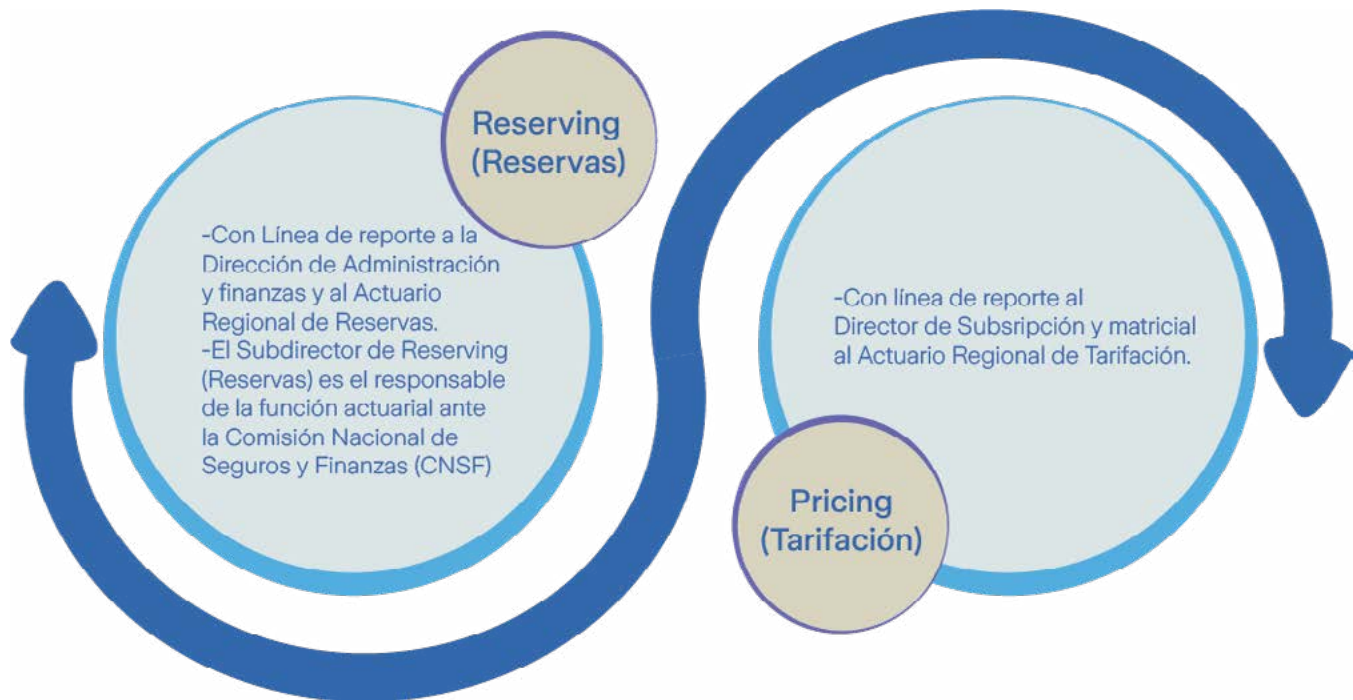 Reserving
(Reservas)
-Con Línea de reporte a la
Dirección de Administración
y finanzas y al Actuario
Regional de Reservas.
-El Subdirector de Reserving
(Reservas) es el responsable
de la función actuarial ante
la Comisión Nacional de
Seguros y Finanzas (CNSF)
-Con línea de reporte al
Director de Subsripción y matricial
al Actuario Regional de Tarifación.
Pricing
(Tarifación)